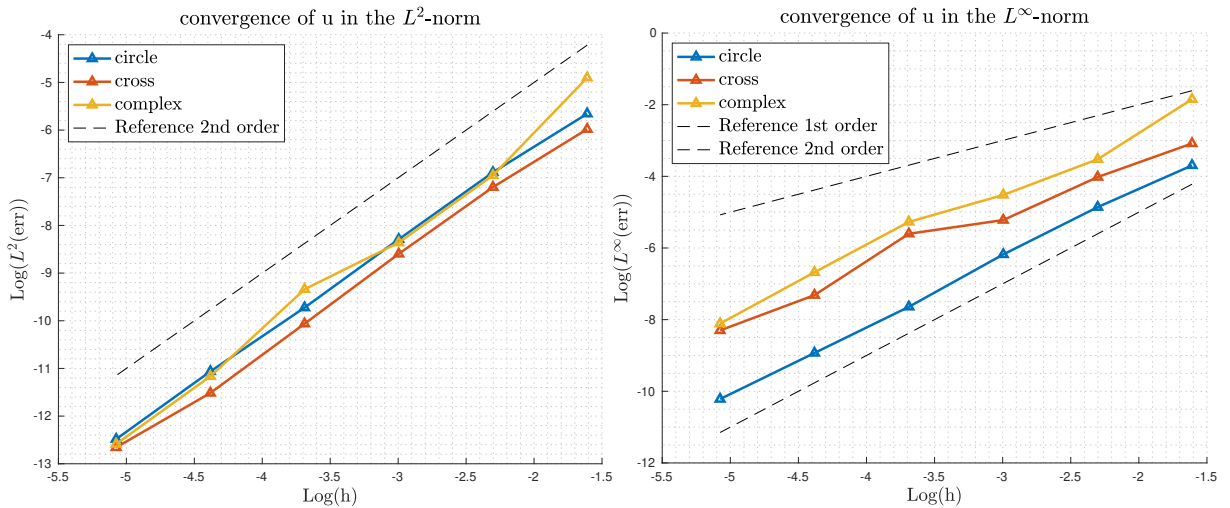 convergence of u in the L²-norm
-4
-5
-6
-7
-8
-9
-10
-11
-12
-13
Log(L²(err))
circle
cross
complex
Reference 2nd order
-5.5
-5
-4.5
-4
-3.5
-3
-2.5
-2
-1.5
Log(h)
convergence of u in the L∞-norm
0
-2
-4
-6
-8
-10
-12
Log(L∞(err))
circle
cross
complex
Reference 1st order
Reference 2nd order
-5.5
-5
-4.5
-4
-3.5
-3
-2.5
-2
-1.5
Log(h)